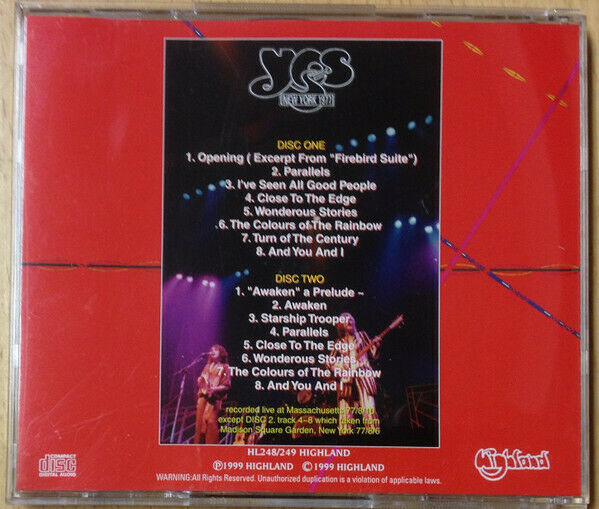 YES
NEW YORK 1977
DISC ONE
1. Opening ( Excerpt From "Firebird Suite")
2. Parallels
3. I've Seen All Good People
4. Close To The Edge
5. Wonderous Stories
6. The Colours of The Rainbow
7. Turn of The Century
8. And You And I
DISC TWO
1. "Awaken" a Prelude ~
2. Awaken
3. Starship Trooper
4. Parallels
5. Close To The Edge
6. Wonderous Stories
7. The Colours of The Rainbow
8. And You And I
recorded live at Massachusetts 77/8/10
except DISC 2. track 4~8 which taken from
Madison Square Garden, New York 77/8/6
HL248/249 HIGHLAND
Ⓟ1999 HIGHLAND ©1999 HIGHLAND
WARNING:All Rights Reserved. Unauthorized duplication is a violation of applicable laws.
COMPACT
disc
DIGITAL AUDIO
Highland